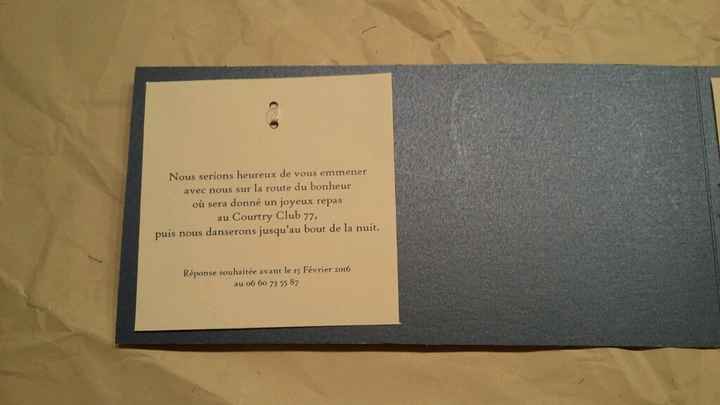 Nous serions heureux de vous emmener
avec nous sur la route du bonheur
où sera donné un joyeux repas
au Courtry Club 77,
puis nous danserons jusqu'au bout de la nuit.
Réponse souhaitée avant le 15 Février 2016
au 06 60 73 55 87